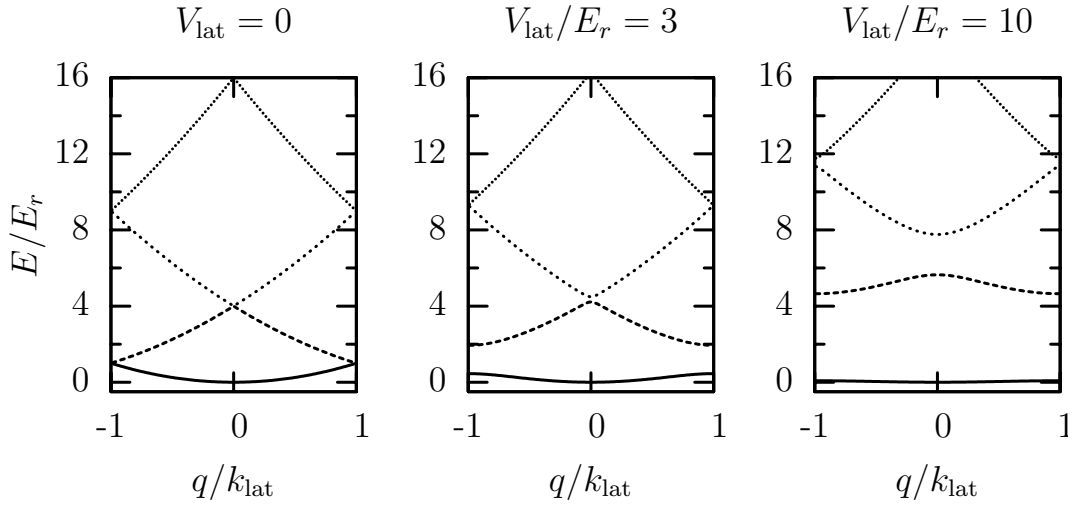 V_lat = 0
V_lat/E_r = 3
V_lat/E_r = 10
E/E_r
16
12
8
4
0
-1 0 1
q/k_lat
16
12
8
4
0
-1 0 1
q/k_lat
16
12
8
4
0
-1 0 1
q/k_lat